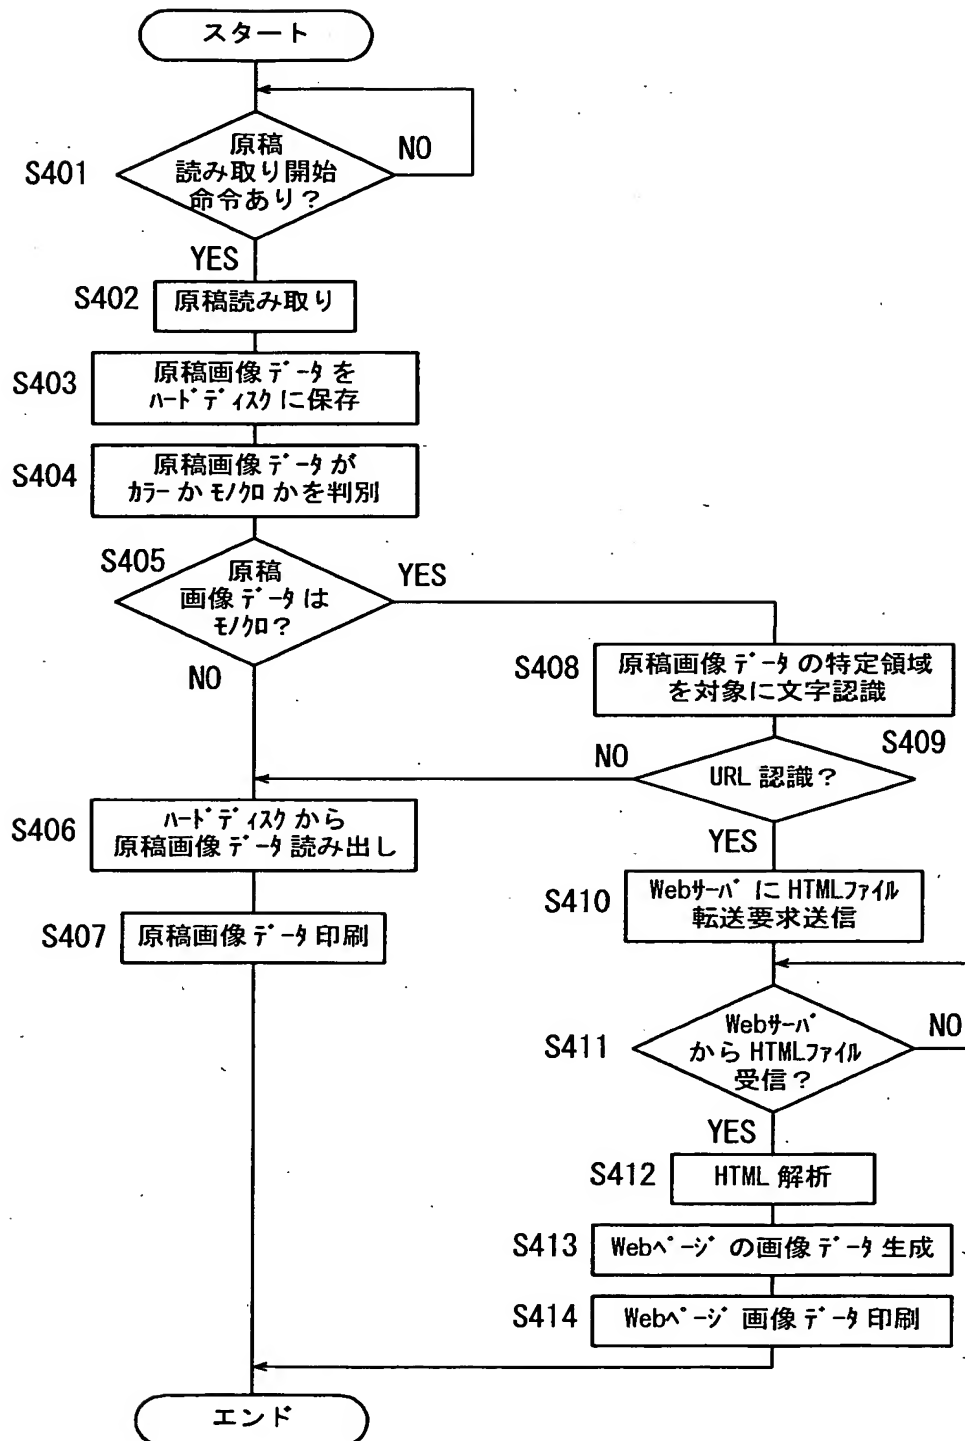 スタート
原稿
読み取り開始
命令あり？
NO
S401
YES
S402
原稿読み取り
S403
原稿画像データを
ハードディスクに保存
S404
原稿画像データが
カラーかモノクロかを判別
S405
原稿
画像データは
モノクロ？
YES
NO
S408
原稿画像データの特定領域
を対象に文字認識
S409
URL認識？
NO
YES
S406
ハードディスクから
原稿画像データ読み出し
S407
原稿画像データ印刷
S410
WebサーバにHTMLファイル
転送要求送信
S411
Webサーバ
からHTMLファイル
受信？
NO
YES
S412
HTML解析
S413
Webページの画像データ生成
S414
Webページ画像データ印刷
エンド